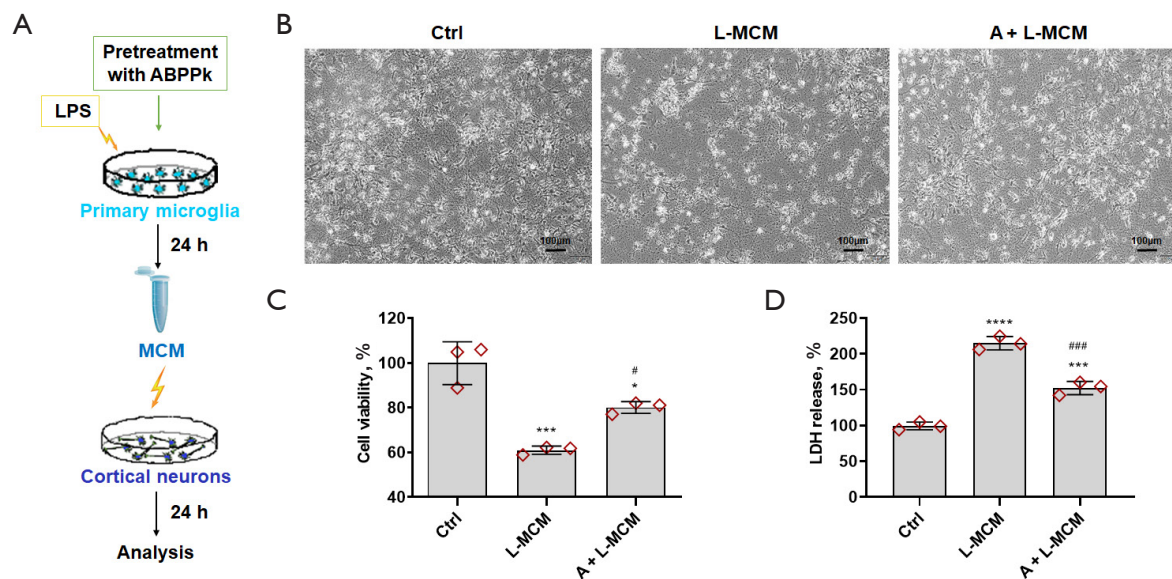 A
Pretreatment
with ABPPk
LPS
Primary microglia
24 h
MCM
Cortical neurons
24 h
Analysis
B
Ctrl
L-MCM
A + L-MCM
100μm
100μm
100μm
C
Cell viability, %
120
100
80
60
40
***
#
*
Ctrl
L-MCM
A + L-MCM
D
LDH release, %
250
200
150
100
50
0
****
###
***
Ctrl
L-MCM
A + L-MCM